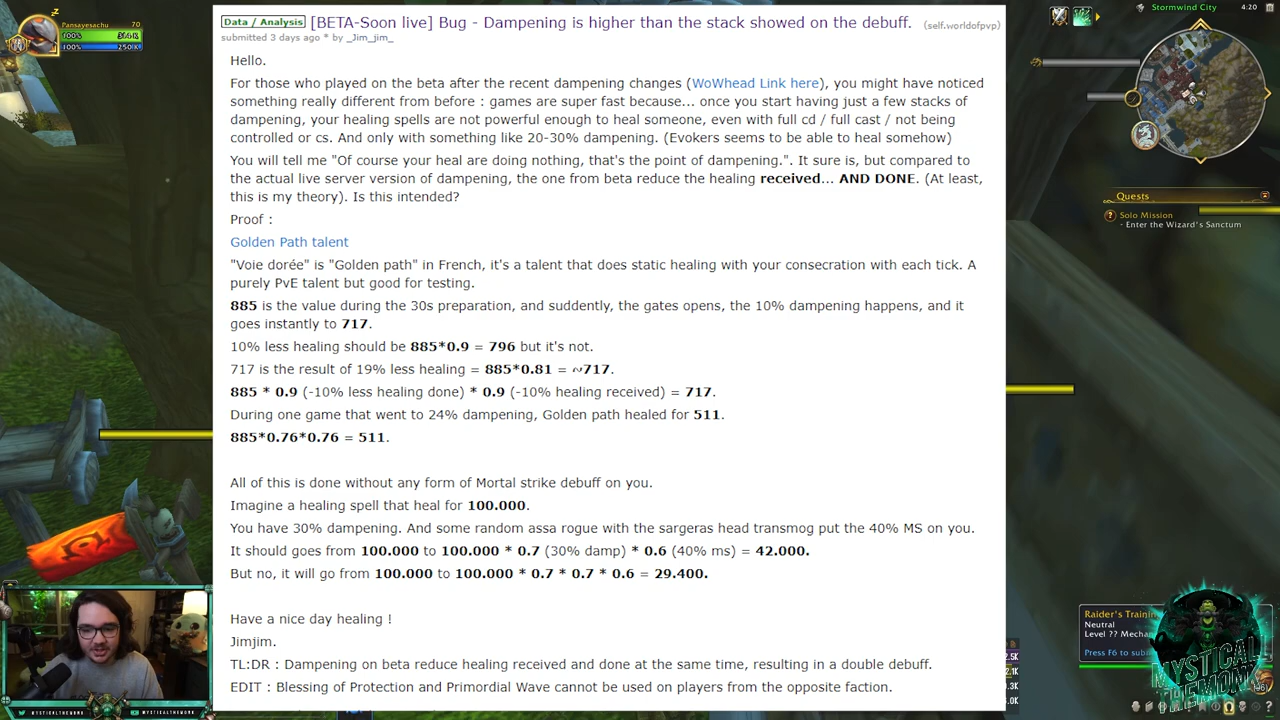 Pansayesachu 70
100% 314 K
100% 250 K
Data / Analysis [BETA-Soon live] Bug - Dampening is higher than the stack showed on the debuff. (self.worldofpvp)
submitted 3 days ago * by _Jim_jim_
Hello.
For those who played on the beta after the recent dampening changes (WoWhead Link here), you might have noticed
something really different from before : games are super fast because... once you start having just a few stacks of
dampening, your healing spells are not powerful enough to heal someone, even with full cd / full cast / not being
controlled or cs. And only with something like 20-30% dampening. (Evokers seems to be able to heal somehow)
You will tell me "Of course your heal are doing nothing, that's the point of dampening.". It sure is, but compared to
the actual live server version of dampening, the one from beta reduce the healing received... AND DONE. (At least,
this is my theory). Is this intended?
Proof :
Golden Path talent
"Voie dorée" is "Golden path" in French, it's a talent that does static healing with your consecration with each tick. A
purely PvE talent but good for testing.
885 is the value during the 30s preparation, and suddently, the gates opens, the 10% dampening happens, and it
goes instantly to 717.
10% less healing should be 885*0.9 = 796 but it's not.
717 is the result of 19% less healing = 885*0.81 = ~717.
885 * 0.9 (-10% less healing done) * 0.9 (-10% healing received) = 717.
During one game that went to 24% dampening, Golden path healed for 511.
885*0.76*0.76 = 511.
All of this is done without any form of Mortal strike debuff on you.
Imagine a healing spell that heal for 100.000.
You have 30% dampening. And some random assa rogue with the sargeras head transmog put the 40% MS on you.
It should goes from 100.000 to 100.000 * 0.7 (30% damp) * 0.6 (40% ms) = 42.000.
But no, it will go from 100.000 to 100.000 * 0.7 * 0.7 * 0.6 = 29.400.
Have a nice day healing !
Jimjim.
TL:DR : Dampening on beta reduce healing received and done at the same time, resulting in a double debuff.
EDIT : Blessing of Protection and Primordial Wave cannot be used on players from the opposite faction.
Stormwind City 4:20
Quests
Solo Mission
- Enter the Wizard's Sanctum
Raider's Traini
Neutral
Level ?? Mecha
Press F6 to sub
MYSTICAL
THEMONK
MYSTICALTHEMONK
MYSTICALTHEMONK